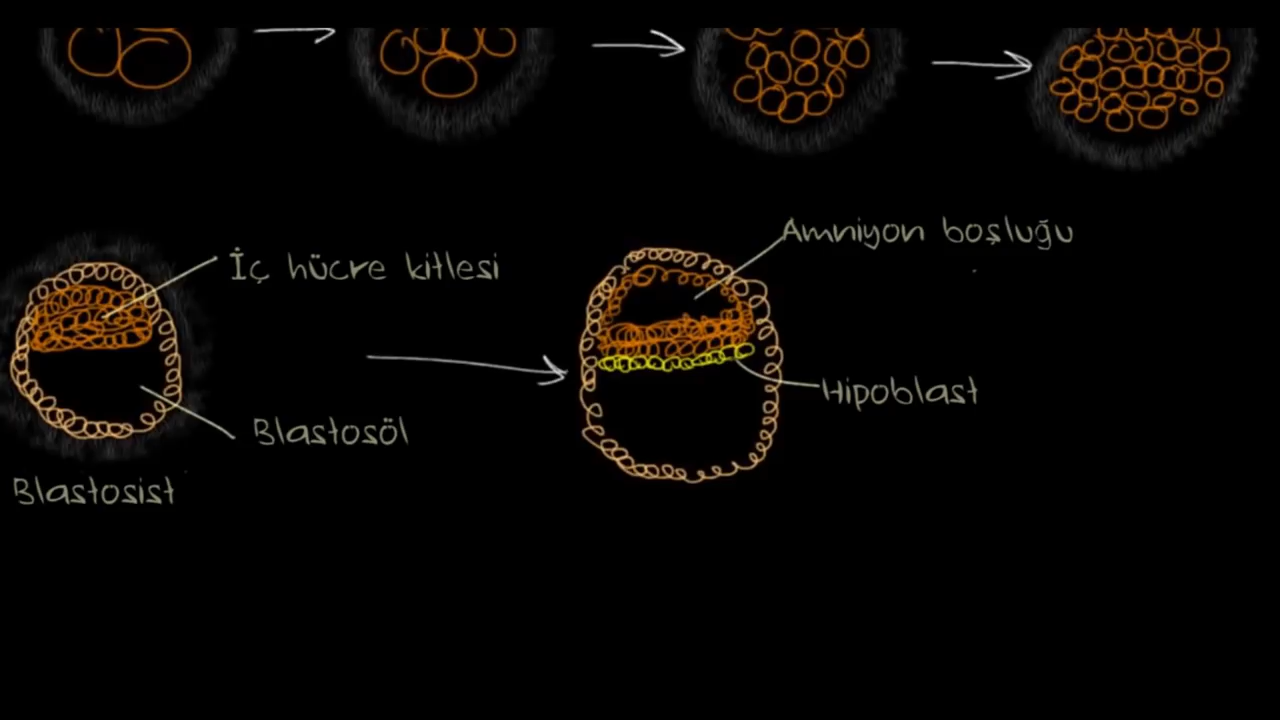 Amniyon boşluğu
İç hücre kitlesi
Hipoblast
Blastosöl
Blastosist